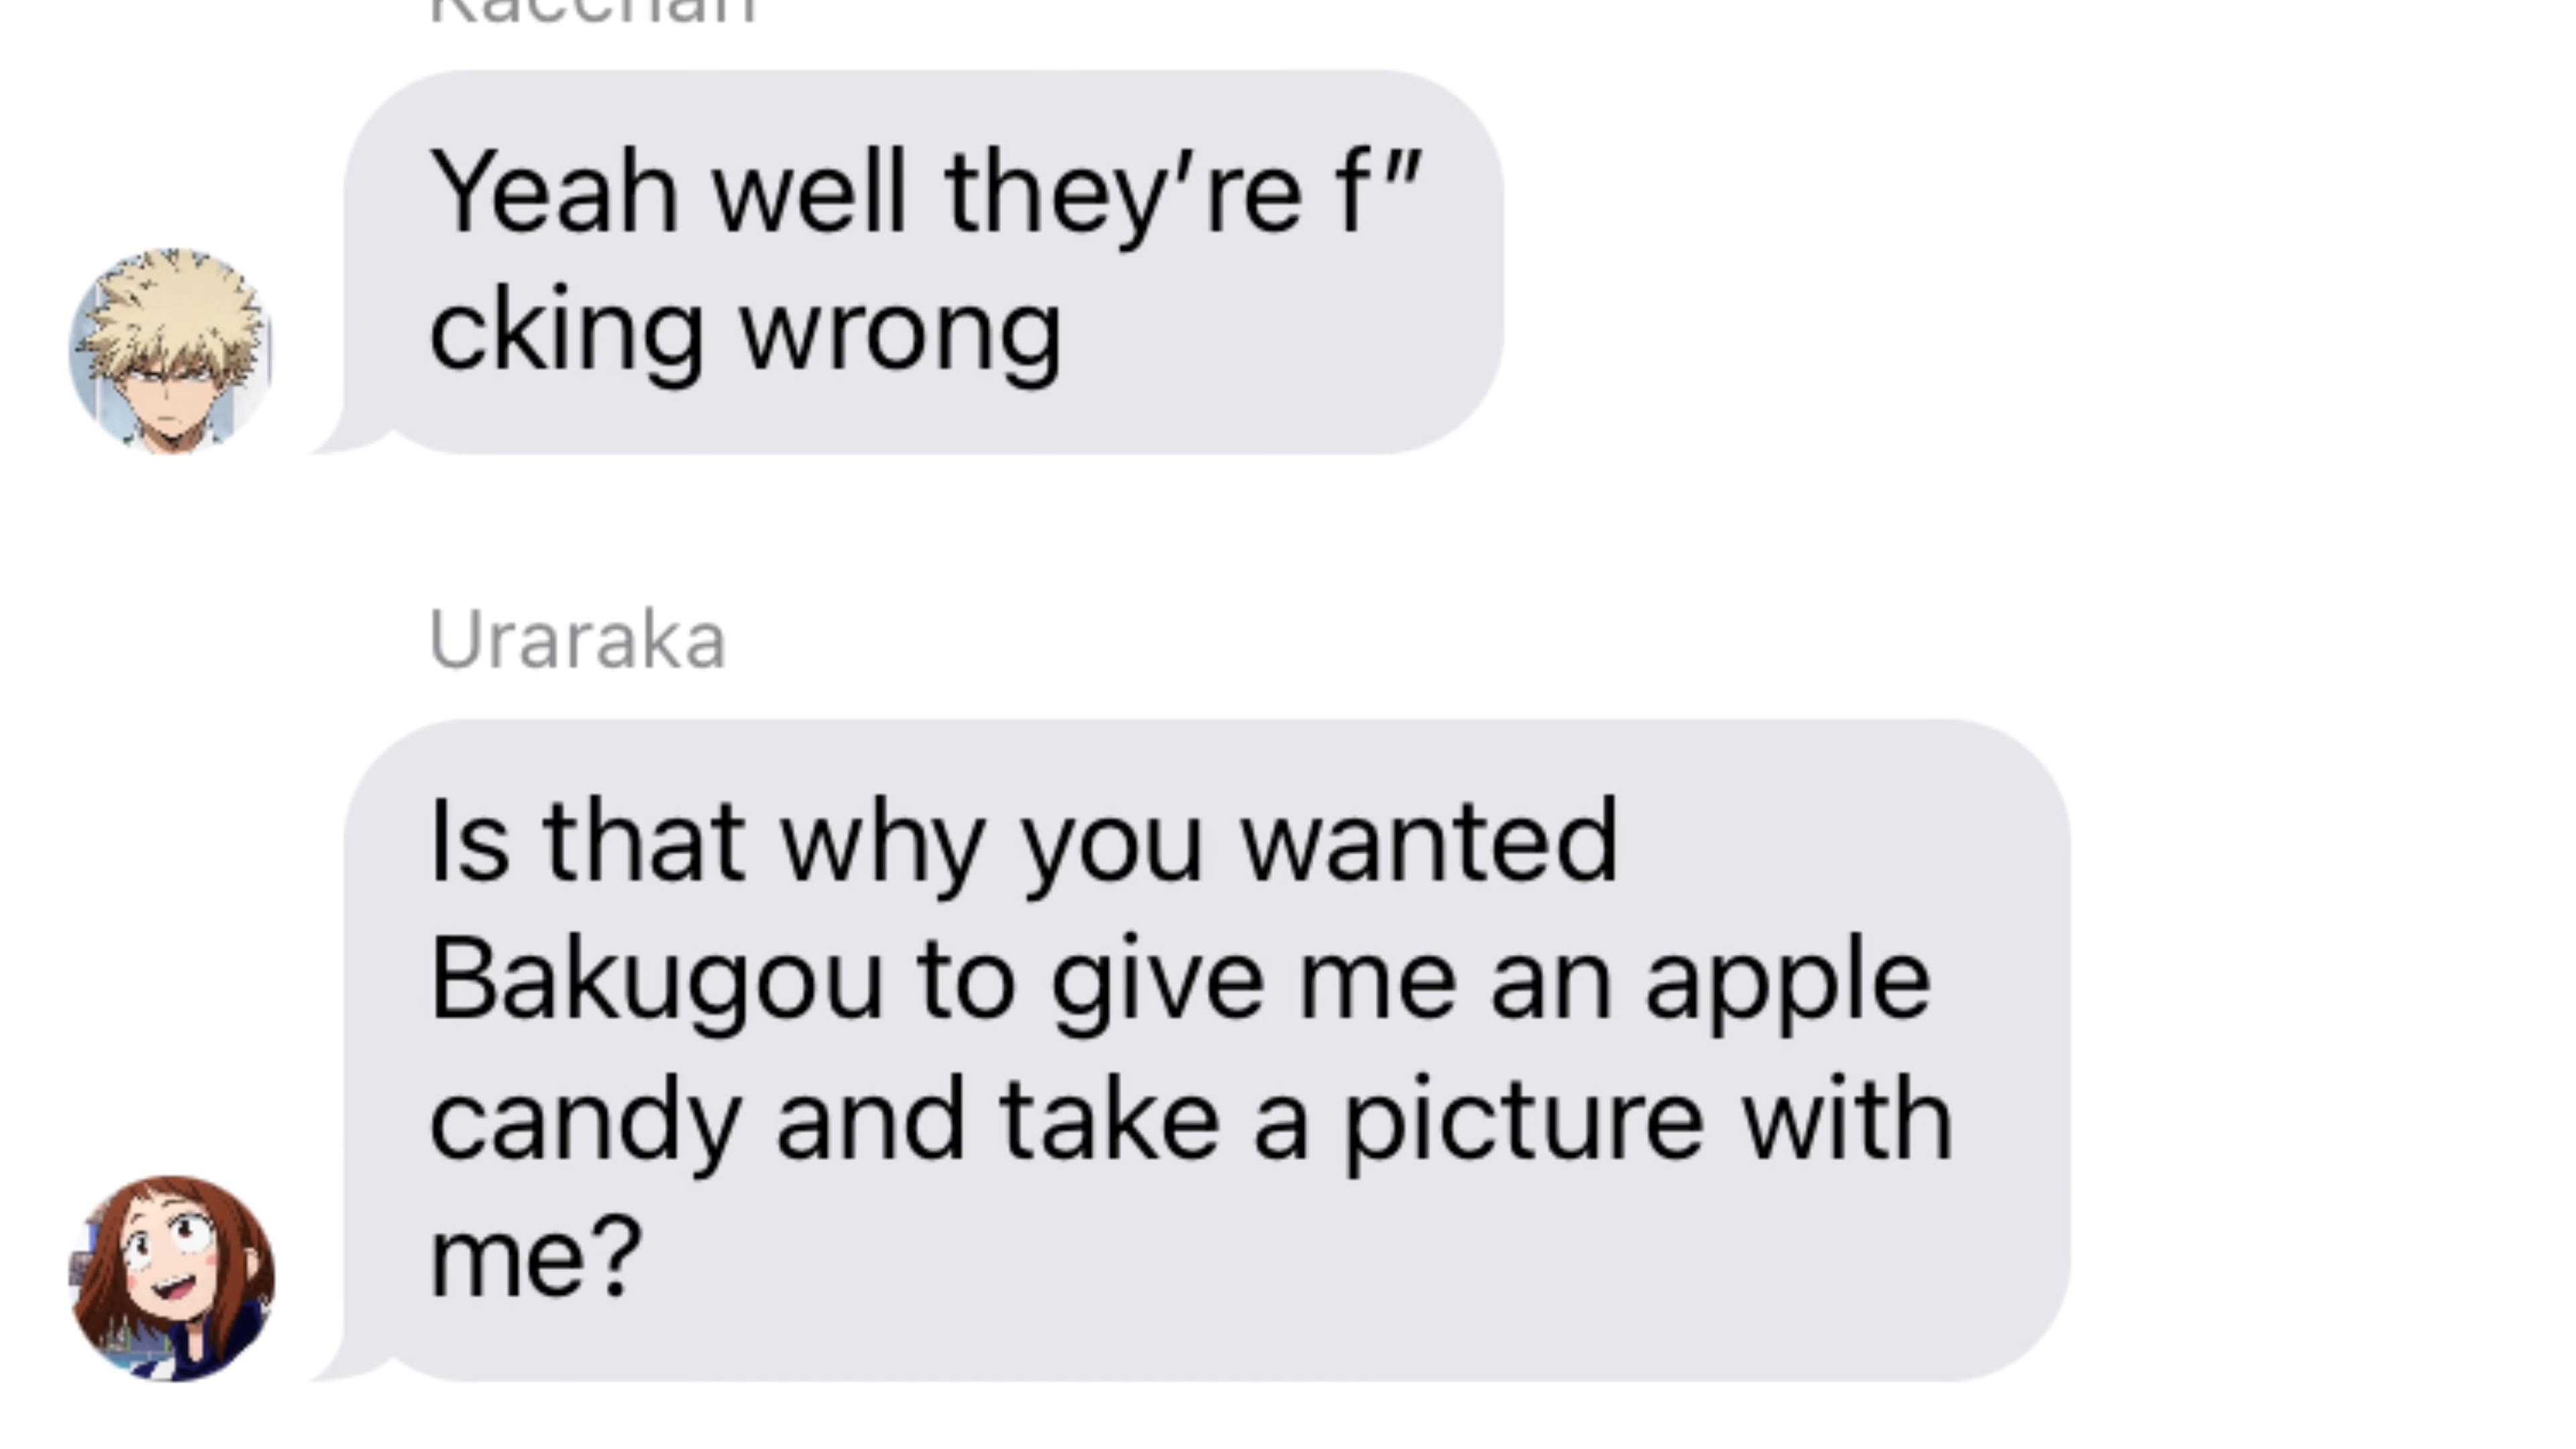 Kacchan
Yeah well they’re f”
cking wrong
Uraraka
Is that why you wanted
Bakugou to give me an apple
candy and take a picture with
me?